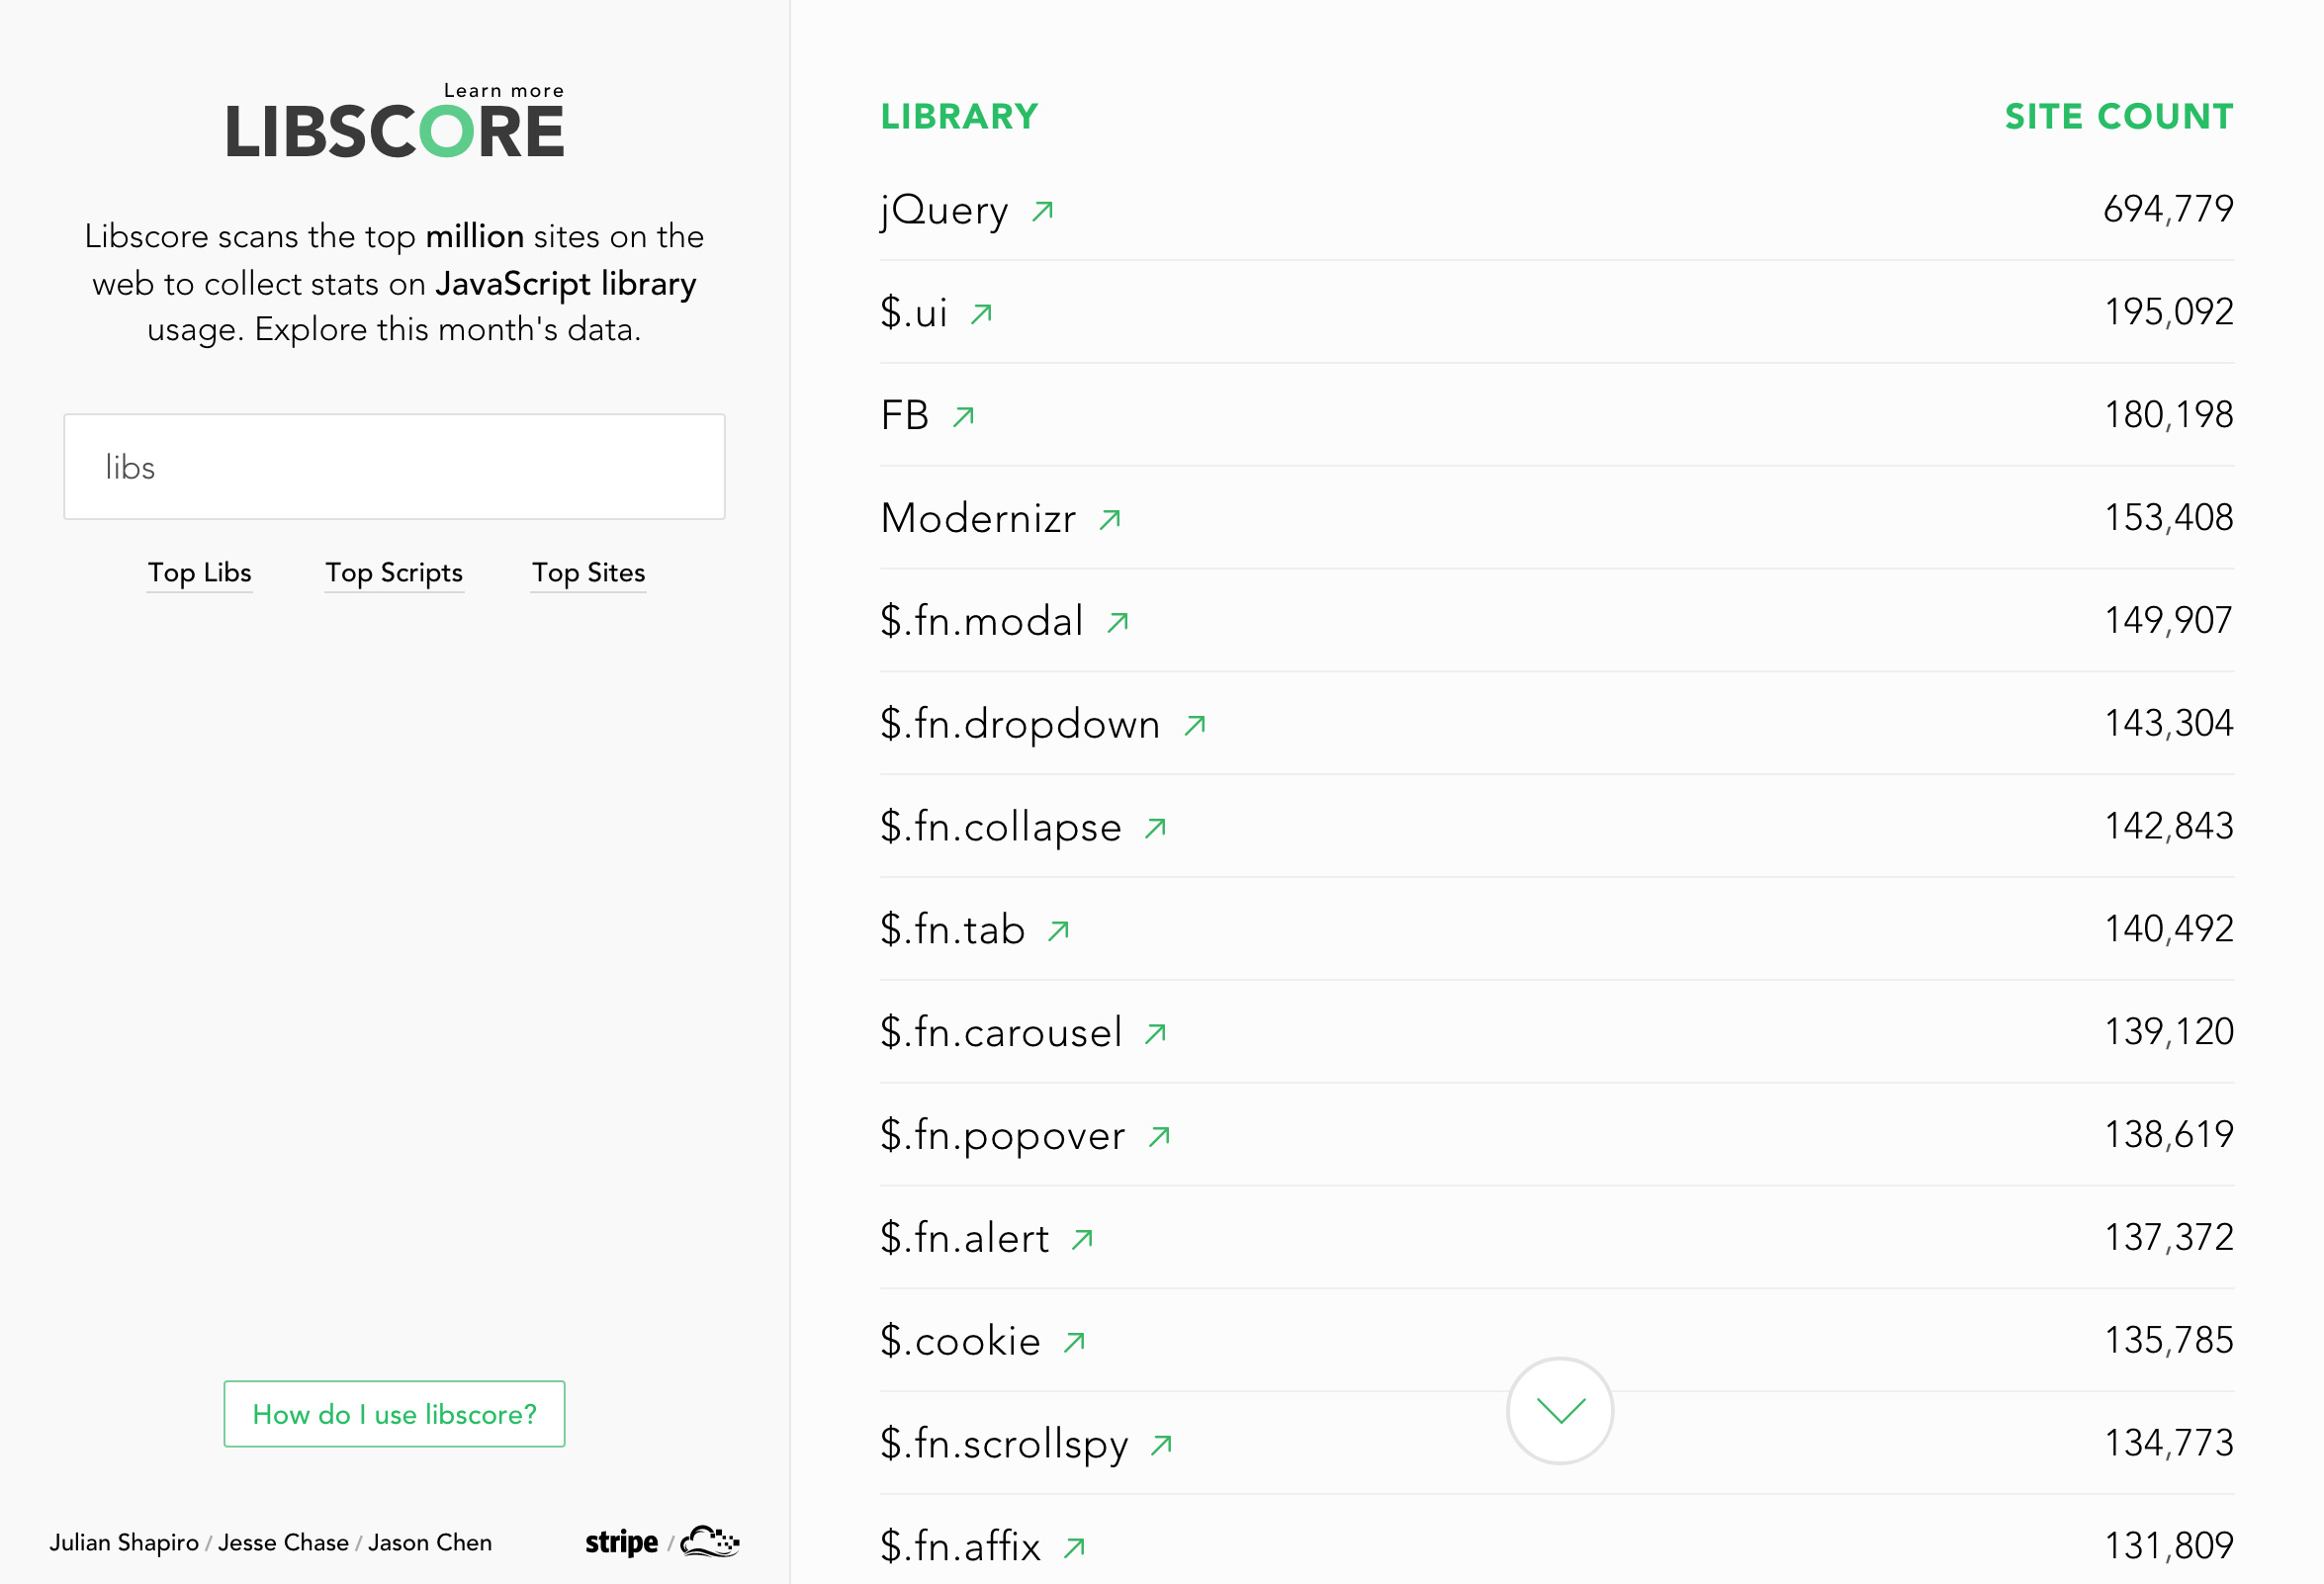 Learn more
LIBSCORE
Libscore scans the top million sites on the
web to collect stats on JavaScript library
usage. Explore this month's data.
libs
Top Libs Top Scripts Top Sites
How do I use libscore?
Julian Shapiro / Jesse Chase / Jason Chen stripe /
LIBRARY SITE COUNT
jQuery 694,779
$.ui 195,092
FB 180,198
Modernizr 153,408
$.fn.modal 149,907
$.fn.dropdown 143,304
$.fn.collapse 142,843
$.fn.tab 140,492
$.fn.carousel 139,120
$.fn.popover 138,619
$.fn.alert 137,372
$.cookie 135,785
$.fn.scrollspy 134,773
$.fn.affix 131,809